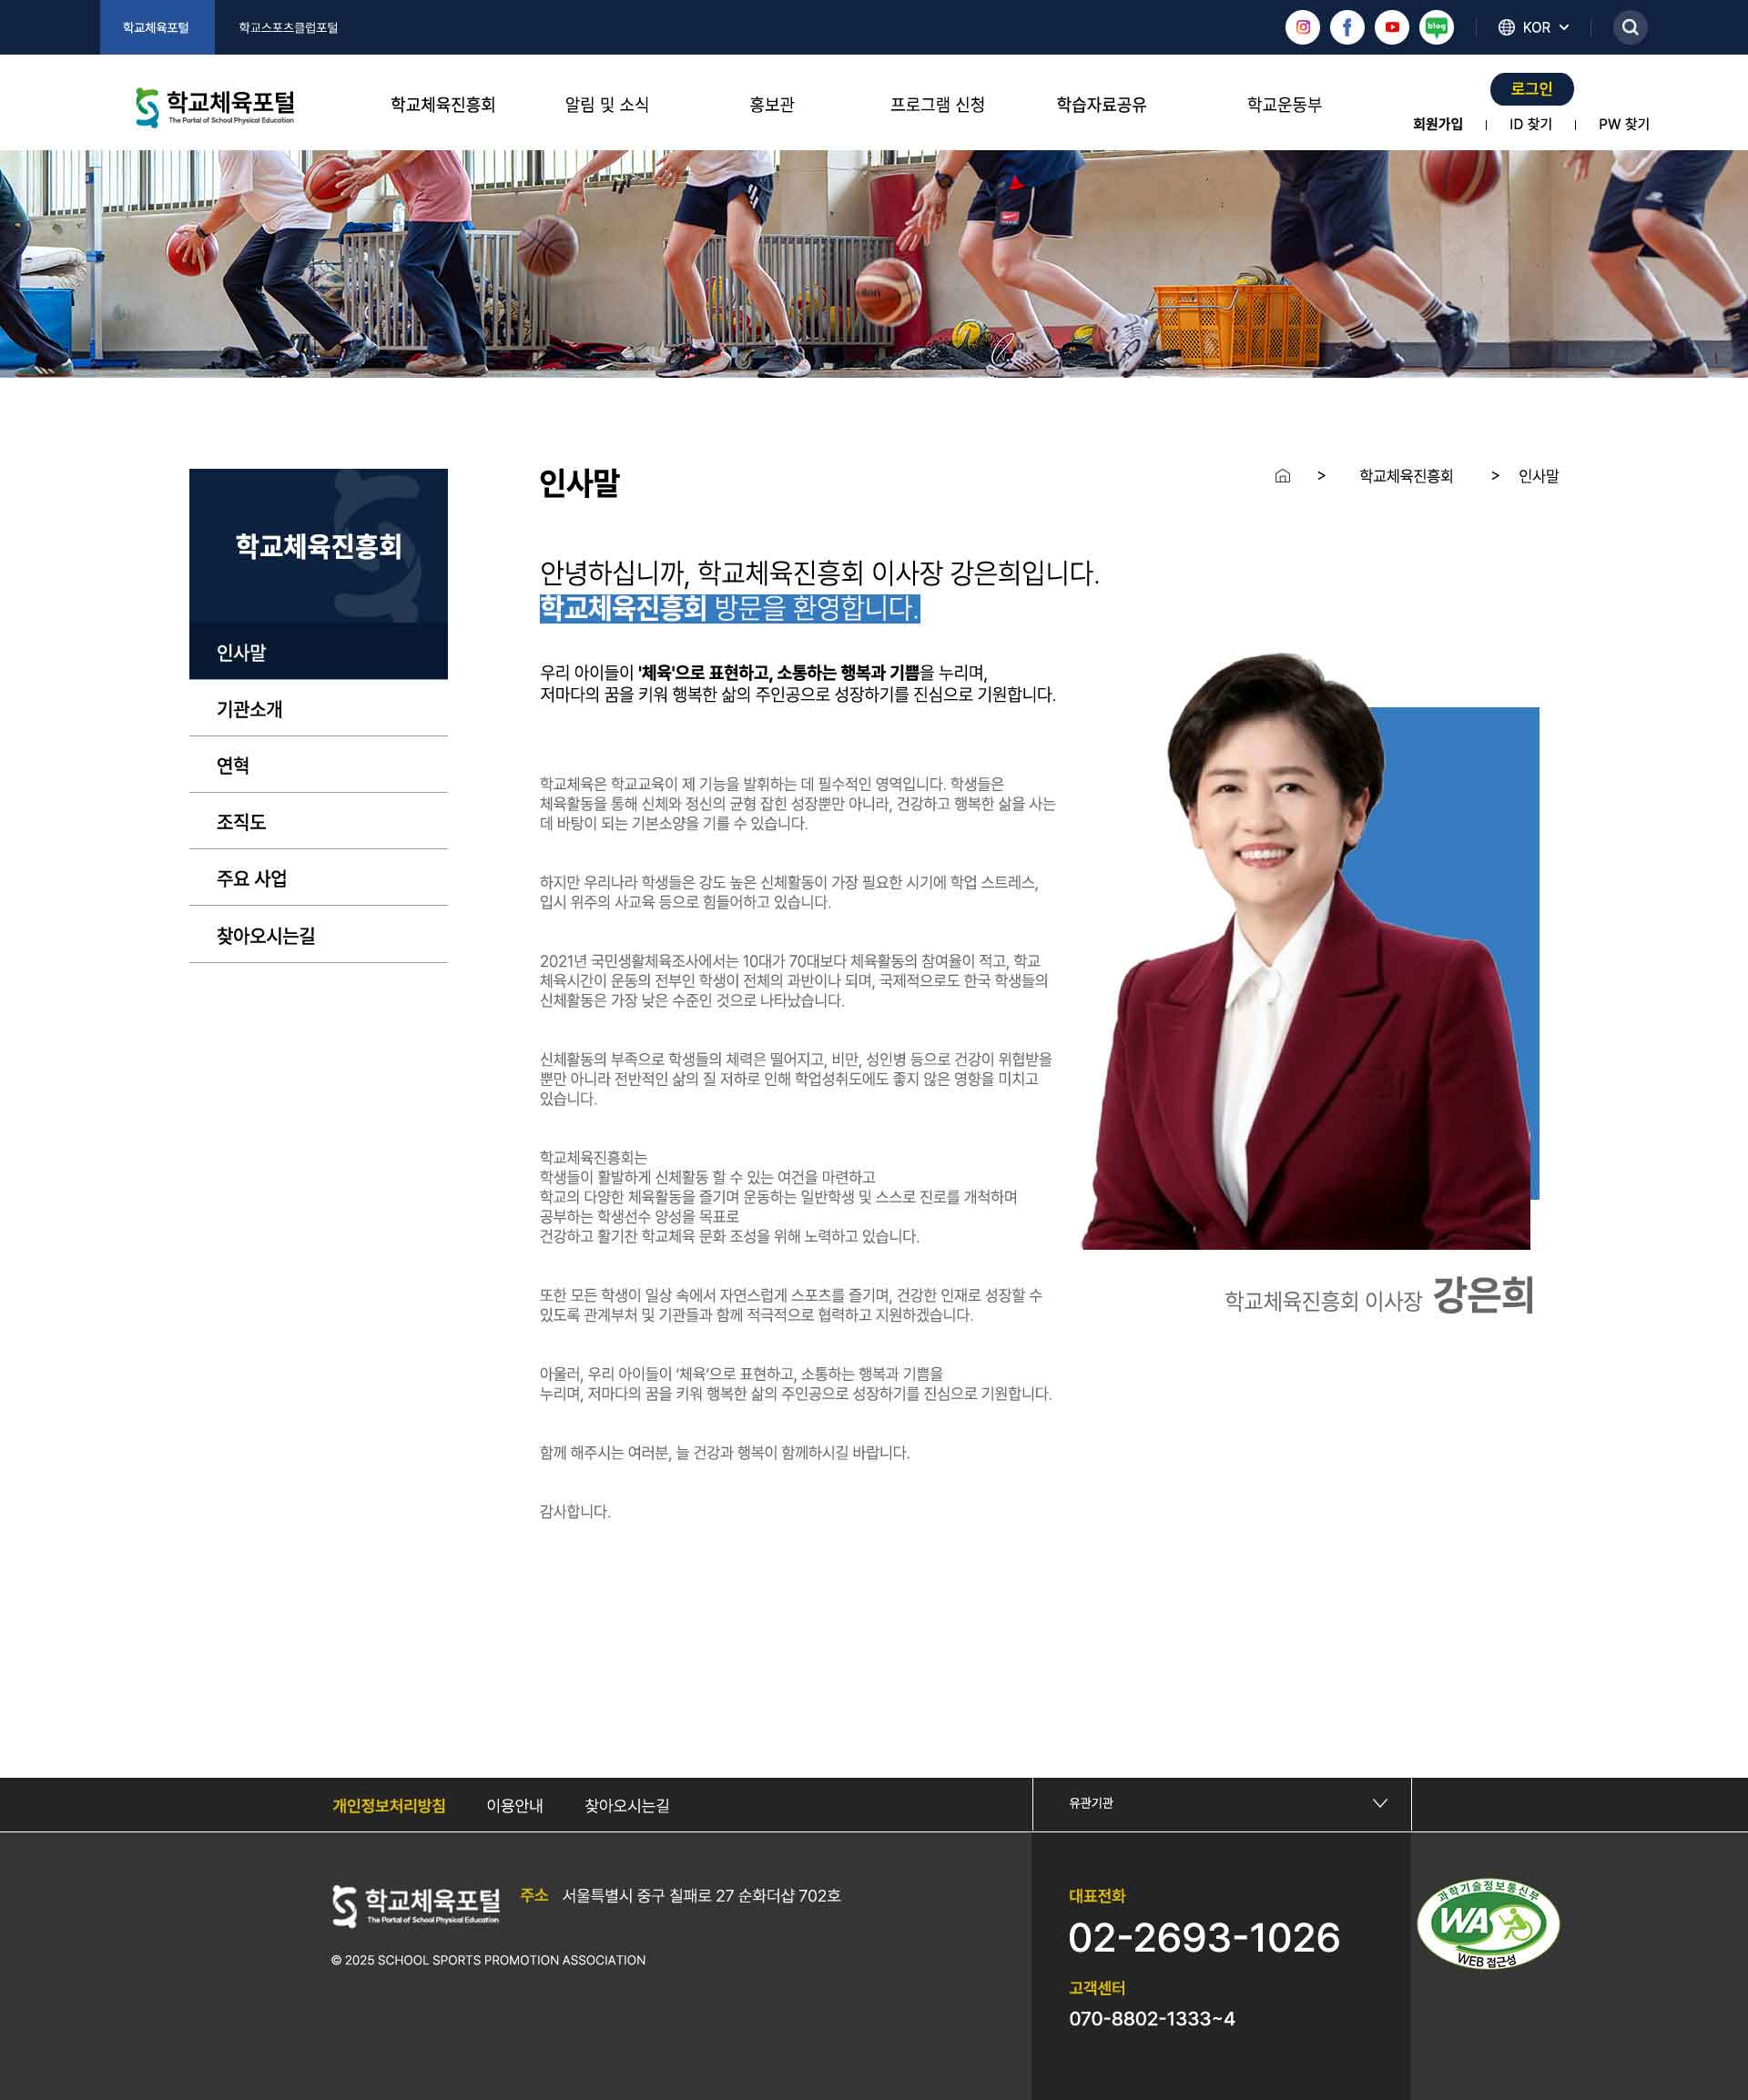 학교체육포털
학교스포츠클럽포털
blog
KOR
학교체육포털
The Portal of School Physical Education
학교체육진흥회
알림 및 소식
홍보관
프로그램 신청
학습자료공유
학교운동부
로그인
회원가입 | ID 찾기 | PW 찾기
학교체육진흥회
인사말
기관소개
연혁
조직도
주요 사업
찾아오시는길
인사말
> 학교체육진흥회 > 인사말
안녕하십니까, 학교체육진흥회 이사장 강은희입니다.
학교체육진흥회 방문을 환영합니다.
우리 아이들이 '체육'으로 표현하고, 소통하는 행복과 기쁨을 누리며,
저마다의 꿈을 키워 행복한 삶의 주인공으로 성장하기를 진심으로 기원합니다.
학교체육은 학교교육이 제 기능을 발휘하는 데 필수적인 영역입니다. 학생들은
체육활동을 통해 신체와 정신의 균형 잡힌 성장뿐만 아니라, 건강하고 행복한 삶을 사는
데 바탕이 되는 기본소양을 기를 수 있습니다.
하지만 우리나라 학생들은 강도 높은 신체활동이 가장 필요한 시기에 학업 스트레스,
입시 위주의 사교육 등으로 힘들어하고 있습니다.
2021년 국민생활체육조사에서는 10대가 70대보다 체육활동의 참여율이 적고, 학교
체육시간이 운동의 전부인 학생이 전체의 과반이나 되며, 국제적으로도 한국 학생들의
신체활동은 가장 낮은 수준인 것으로 나타났습니다.
신체활동의 부족으로 학생들의 체력은 떨어지고, 비만, 성인병 등으로 건강이 위협받을
뿐만 아니라 전반적인 삶의 질 저하로 인해 학업성취도에도 좋지 않은 영향을 미치고
있습니다.
학교체육진흥회는
학생들이 활발하게 신체활동 할 수 있는 여건을 마련하고
학교의 다양한 체육활동을 즐기며 운동하는 일반학생 및 스스로 진로를 개척하며
공부하는 학생선수 양성을 목표로
건강하고 활기찬 학교체육 문화 조성을 위해 노력하고 있습니다.
또한 모든 학생이 일상 속에서 자연스럽게 스포츠를 즐기며, 건강한 인재로 성장할 수
있도록 관계부처 및 기관들과 함께 적극적으로 협력하고 지원하겠습니다.
아울러, 우리 아이들이 ‘체육’으로 표현하고, 소통하는 행복과 기쁨을
누리며, 저마다의 꿈을 키워 행복한 삶의 주인공으로 성장하기를 진심으로 기원합니다.
함께 해주시는 여러분, 늘 건강과 행복이 함께하시길 바랍니다.
감사합니다.
학교체육진흥회 이사장 강은희
개인정보처리방침
이용안내
찾아오시는길
유관기관
학교체육포털
The Portal of School Physical Education
주소 서울특별시 중구 칠패로 27 순화더샵 702호
© 2025 SCHOOL SPORTS PROMOTION ASSOCIATION
대표전화
02-2693-1026
고객센터
070-8802-1333~4
과학기술정보통신부
WA
WEB 접근성